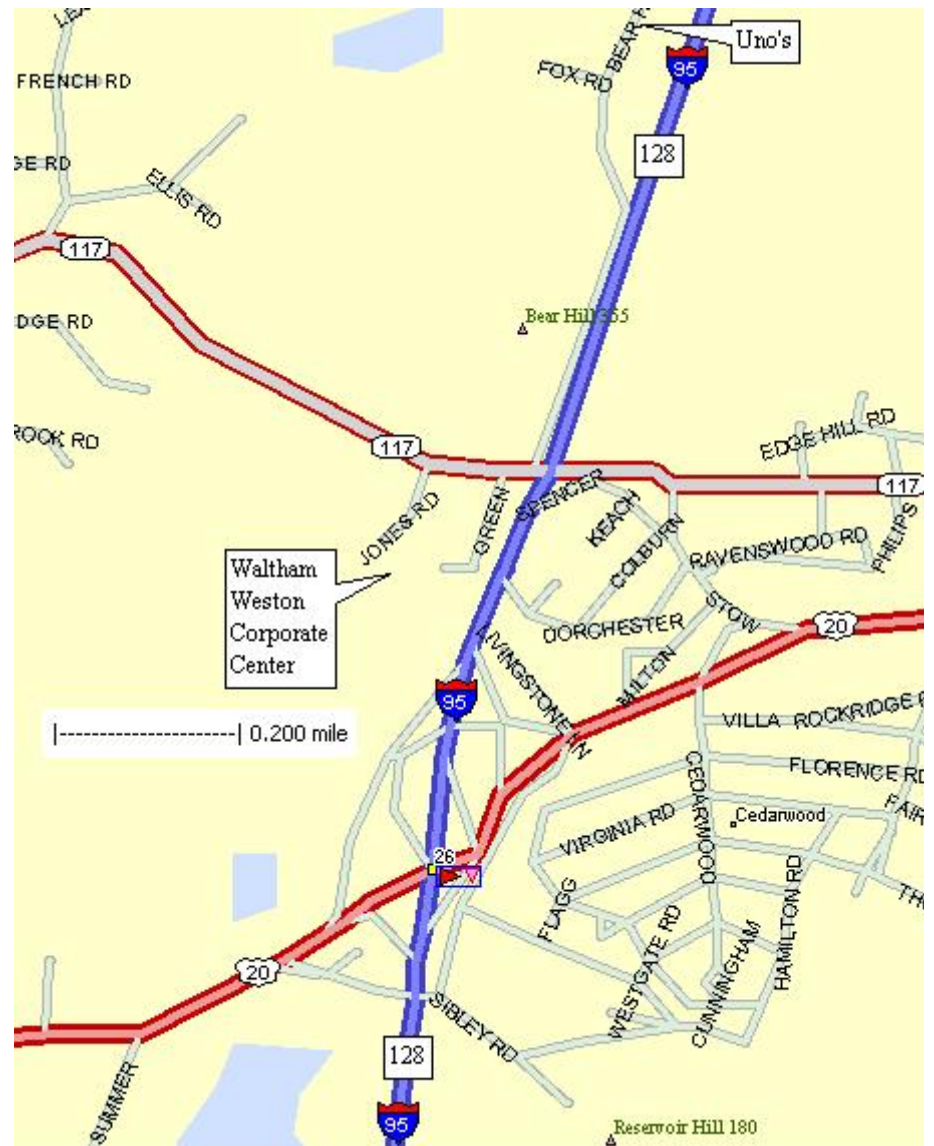 Uno's
BEAR
95
FOX RD
FRENCH RD
128
GE RD
ELLIS RD
117
Bear Hill 355
DGE RD
EDGE HILL RD
ROOK RD
117
117
SPENCER
GREEN
KEACH
JONES RD
COLBURN
RAVENSWOOD RD
PHILIPS
Waltham
Weston
Corporate
Center
STOW
DORCHESTER
20
LIVINGSTONE LN
MILTON
95
VILLA
ROCKRIDGE
0.200 mile
FLORENCE RD
CEDARWOOD
FAIR
VIRGINIA RD
Cedarwood
26
HAMILTON RD
TH
FLAGG
WESTGATE RD
CUNNINGHAM
20
SIBLEY RD
128
SUMMER
95
Reservoir Hill 180